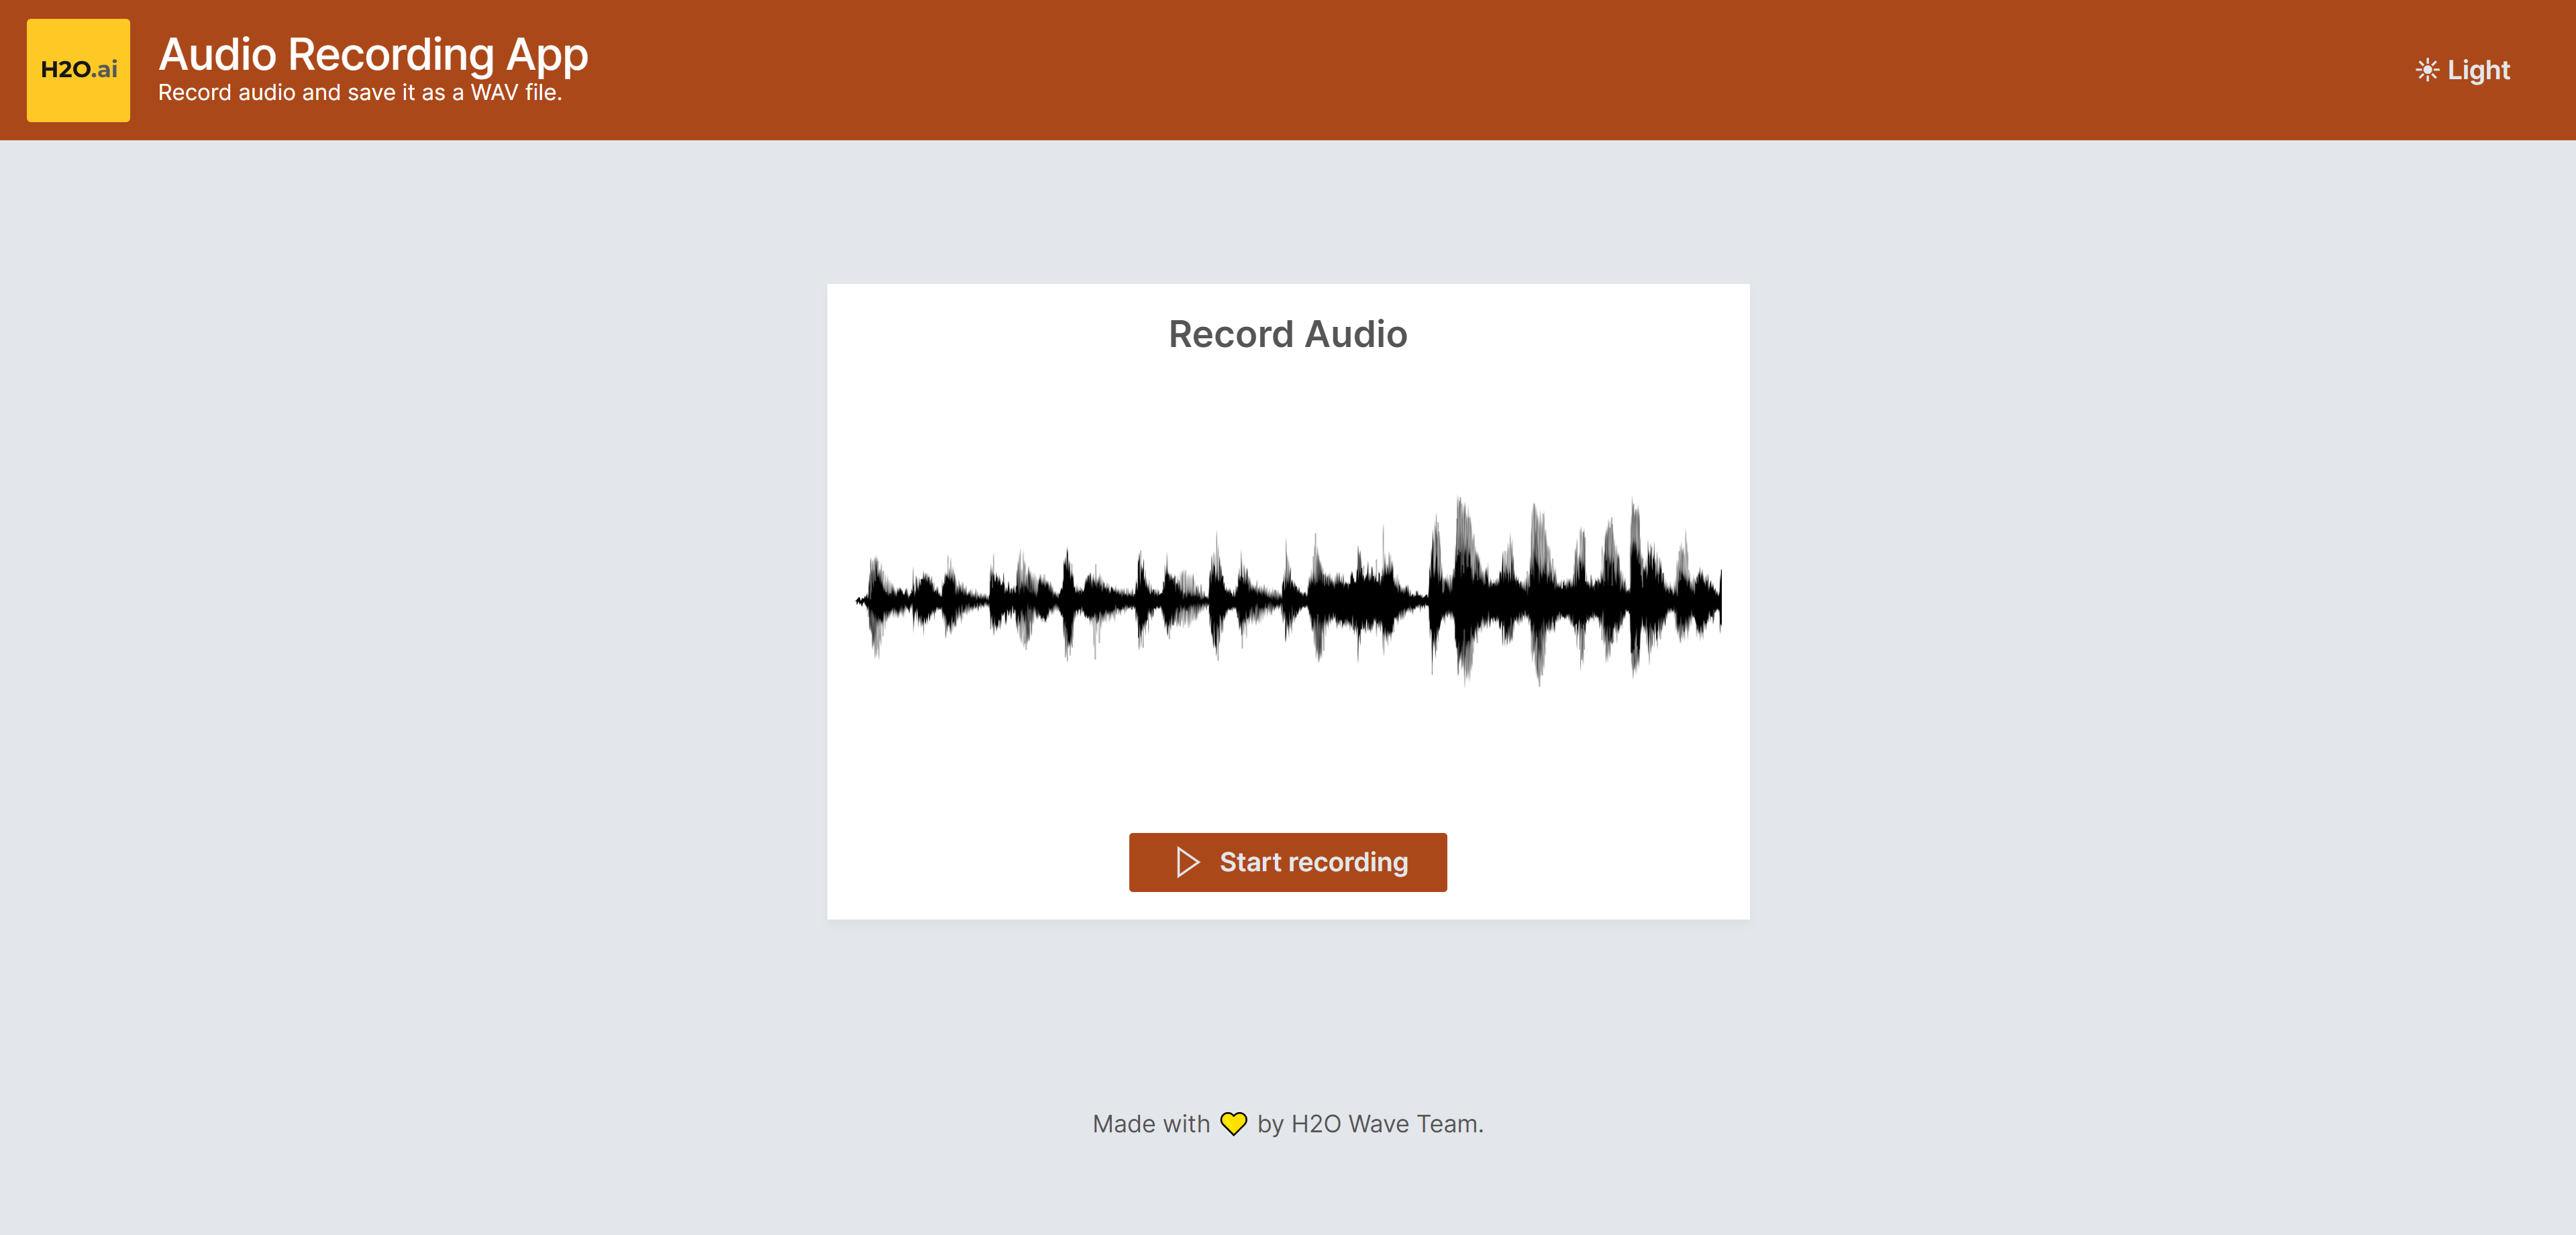 H2O.ai
Audio Recording App
Record audio and save it as a WAV file.
Light
Record Audio
Start recording
Made with 💛 by H2O Wave Team.